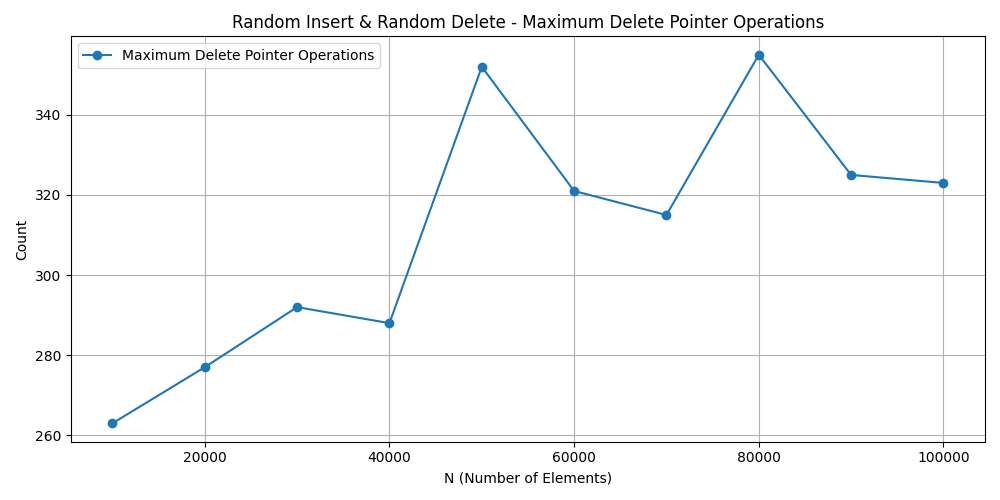 Random Insert & Random Delete - Maximum Delete Pointer Operations
Maximum Delete Pointer Operations
Count
340
320
300
280
260
20000 40000 60000 80000 100000
N (Number of Elements)